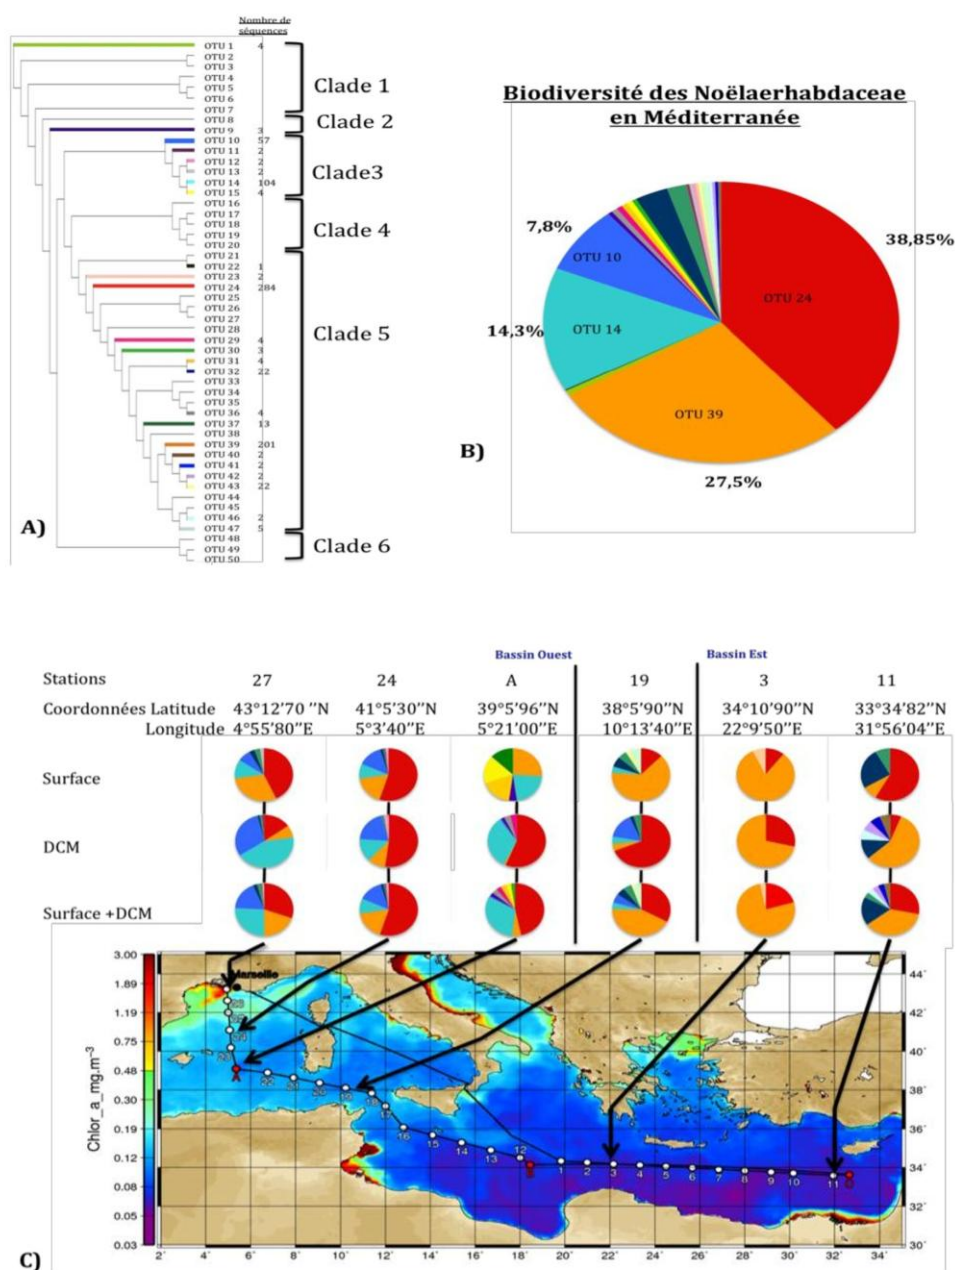 Nombre de
séquences
OTU 1 4
OTU 2
OTU 3
OTU 4
OTU 5
OTU 6
OTU 7
OTU 8
OTU 9 3
OTU 10 57
OTU 11 2
OTU 12 2
OTU 13 2
OTU 14 104
OTU 15 4
OTU 16
OTU 17
OTU 18
OTU 19
OTU 20
OTU 21
OTU 22 1
OTU 23 2
OTU 24 284
OTU 25
OTU 26
OTU 27
OTU 28
OTU 29 4
OTU 30 3
OTU 31 4
OTU 32 22
OTU 33
OTU 34
OTU 35
OTU 36 4
OTU 37 13
OTU 38
OTU 39 201
OTU 40 2
OTU 41 2
OTU 42 2
OTU 43 22
OTU 44
OTU 45
OTU 46 2
OTU 47 5
OTU 48
OTU 49
OTU 50
Clade 1
Clade 2
Clade3
Clade 4
Clade 5
Clade 6
A)
Biodiversité des Noëlaerhabdaceae
en Méditerranée
7,8%
38,85%
OTU 10
OTU 24
14,3%
OTU 14
OTU 39
27,5%
B)
Bassin Ouest Bassin Est
Stations 27 24 A 19 3 11
Coordonnées Latitude 43°12'70 ’’N 41°5'30’’N 39°5'96’’N 38°5'90’’N 34°10'90’’N 33°34'82’’N
Longitude 4°55'80’’E 5°3'40’’E 5°21'00’’E 10°13'40’’E 22°9'50’’E 31°56'04’’E
Surface
DCM
Surface +DCM
Marseille
Chlor_a_mg.m⁻³
3.00
1.89
1.19
0.75
0.48
0.30
0.19
0.12
0.08
0.05
0.03
44˚
42˚
40˚
38˚
36˚
34˚
32˚
30˚
A
22
16
15
14
13
12
1 2 3 4 5 6 7 8 9 10 11
2˚ 4˚ 6˚ 8˚ 10˚ 12˚ 14˚ 16˚ 18˚ 20˚ 22˚ 24˚ 26˚ 28˚ 30˚ 32˚ 34˚
C)